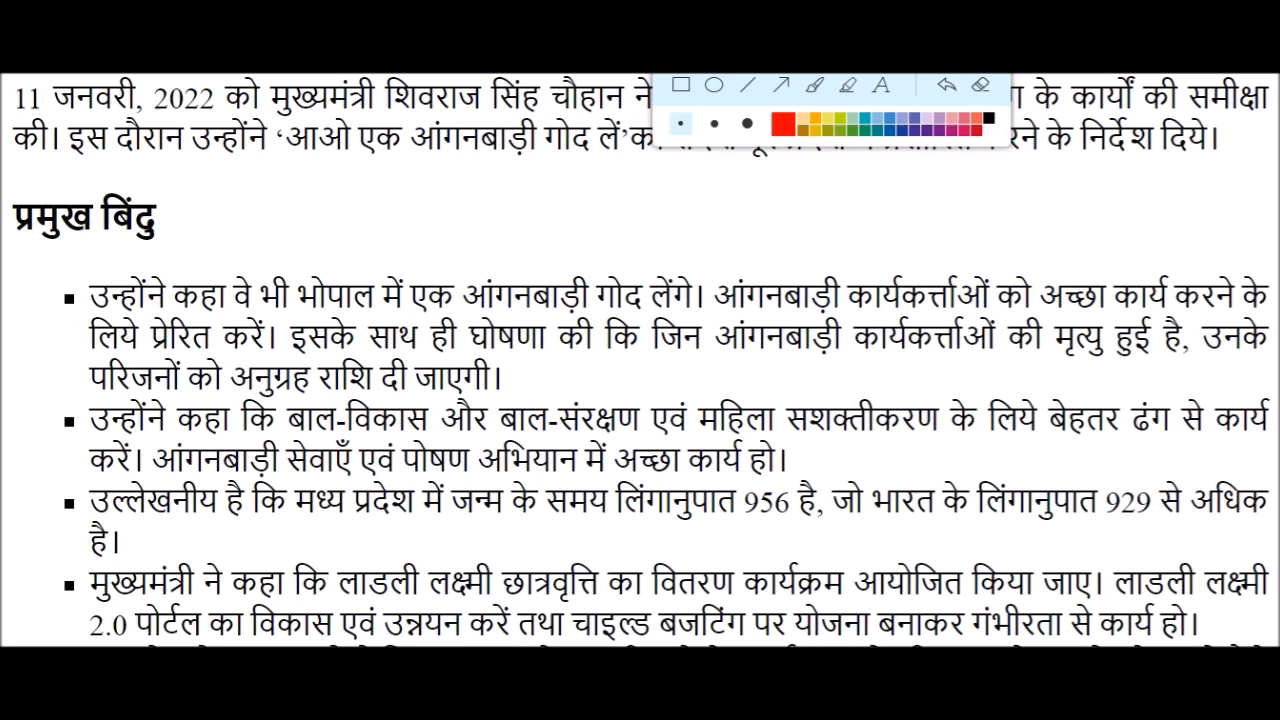 11 जनवरी, 2022 को मुख्यमंत्री शिवराज सिंह चौहान ने के कार्यों की समीक्षा
की। इस दौरान उन्होंने ‘आओ एक आंगनबाड़ी गोद लें’ के निर्देश दिये।
प्रमुख बिंदु
उन्होंने कहा वे भी भोपाल में एक आंगनबाड़ी गोद लेंगे। आंगनबाड़ी कार्यकर्त्ताओं को अच्छा कार्य करने के
लिये प्रेरित करें। इसके साथ ही घोषणा की कि जिन आंगनबाड़ी कार्यकर्त्ताओं की मृत्यु हुई है, उनके
परिजनों को अनुग्रह राशि दी जाएगी।
उन्होंने कहा कि बाल-विकास और बाल-संरक्षण एवं महिला सशक्तीकरण के लिये बेहतर ढंग से कार्य
करें। आंगनबाड़ी सेवाएँ एवं पोषण अभियान में अच्छा कार्य हो।
उल्लेखनीय है कि मध्य प्रदेश में जन्म के समय लिंगानुपात 956 है, जो भारत के लिंगानुपात 929 से अधिक
है।
मुख्यमंत्री ने कहा कि लाडली लक्ष्मी छात्रवृत्ति का वितरण कार्यक्रम आयोजित किया जाए। लाडली लक्ष्मी
2.0 पोर्टल का विकास एवं उन्नयन करें तथा चाइल्ड बजटिंग पर योजना बनाकर गंभीरता से कार्य हो।